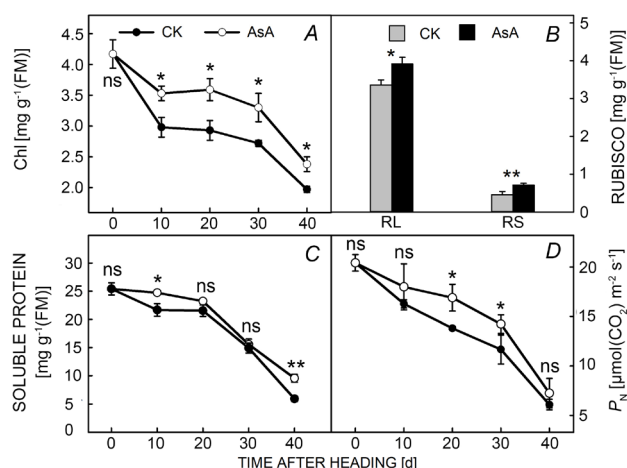 CK AsA A
Chl [mg g⁻¹(FM)]
4.5
4.0
3.5
3.0
2.5
2.0
ns * * * *
0 10 20 30 40
CK AsA B
RUBISCO [mg g⁻¹(FM)]
5
4
3
2
1
0
*
**
RL RS
C
SOLUBLE PROTEIN
[mg g⁻¹(FM)]
30
25
20
15
10
5
0
ns * ns ns **
0 10 20 30 40
D
P_N [µmol(CO₂) m⁻² s⁻¹]
20
15
10
5
ns ns * * ns
0 10 20 30 40
TIME AFTER HEADING [d]